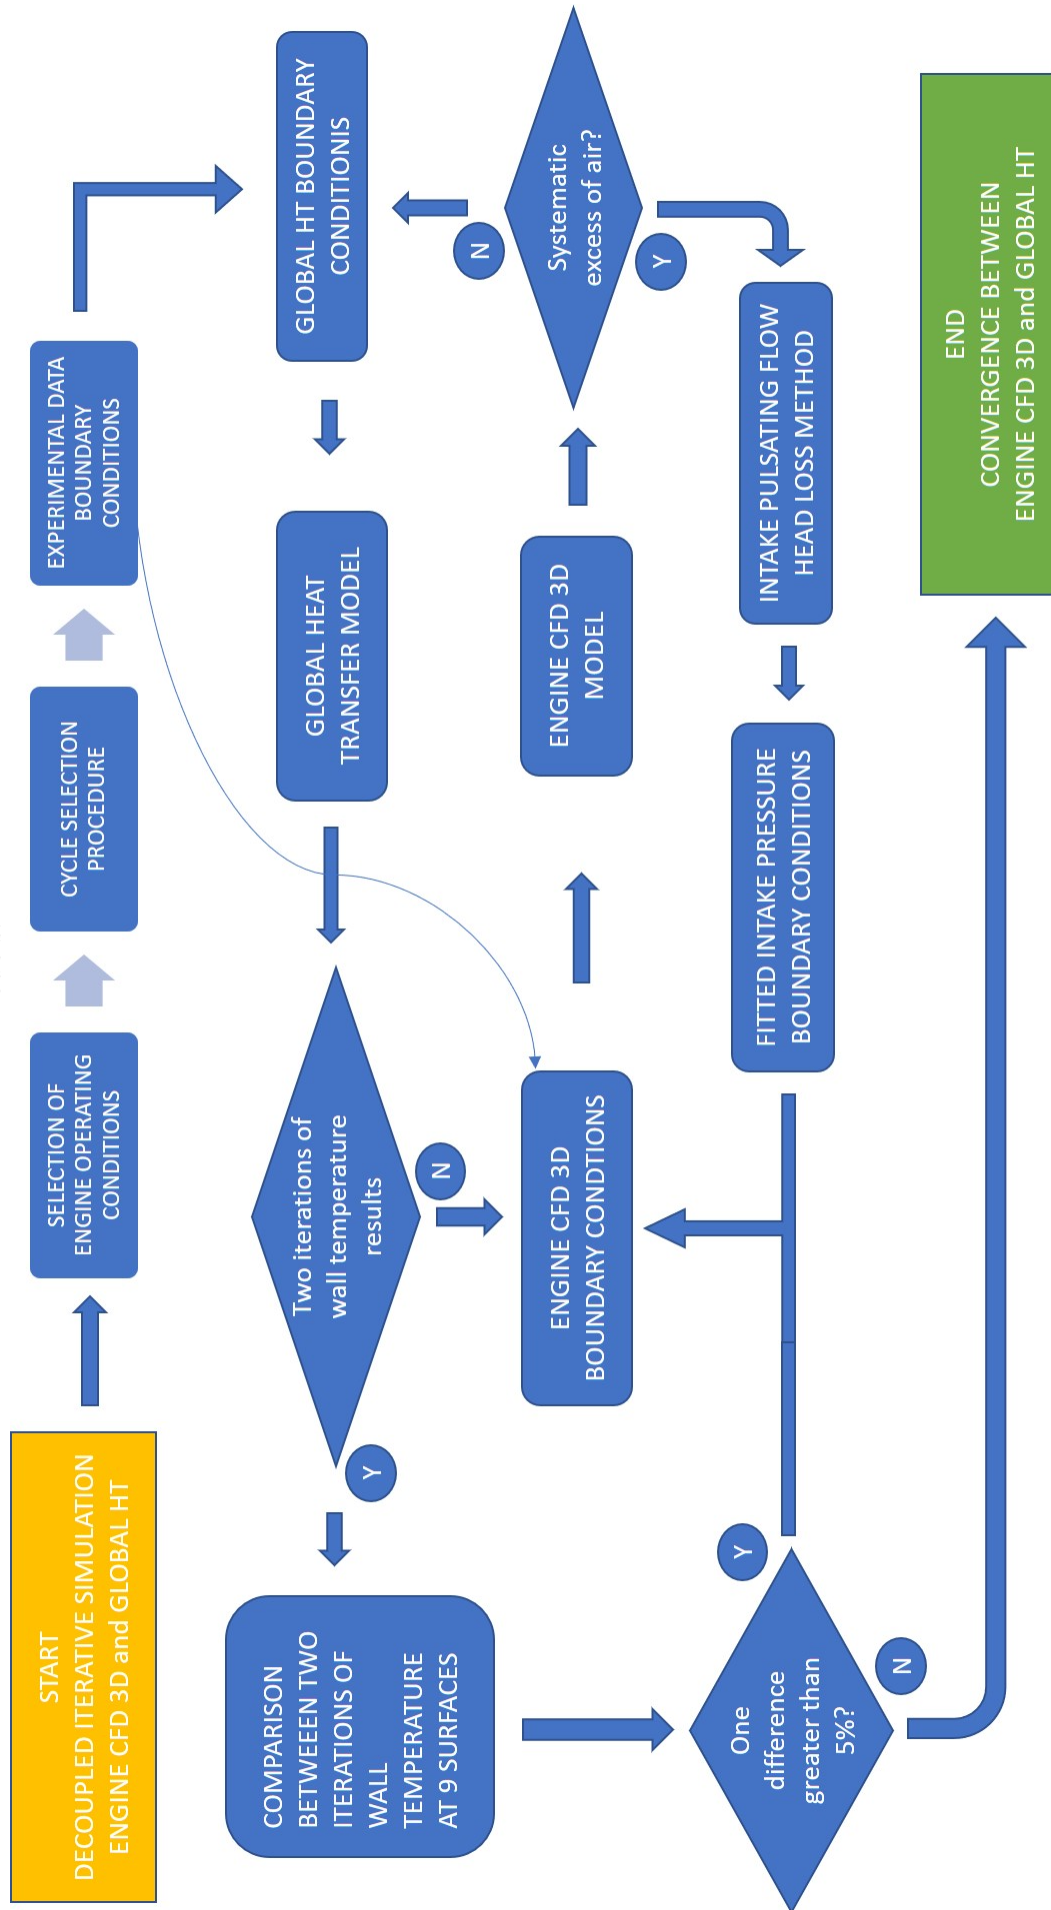 START
DECOUPLED ITERATIVE SIMULATION
ENGINE CFD 3D and GLOBAL HT
SELECTION OF
ENGINE OPERATING
CONDITIONS
CYCLE SELECTION
PROCEDURE
EXPERIMENTAL DATA
BOUNDARY
CONDITIONS
GLOBAL HT BOUNDARY
CONDITIONIS
GLOBAL HEAT
TRANSFER MODEL
Two iterations of
wall temperature
results
Y
N
COMPARISON
BETWEEEN TWO
ITERATIONS OF
WALL
TEMPERATURE
AT 9 SURFACES
ENGINE CFD 3D
BOUNDARY CONDTIONS
ENGINE CFD 3D
MODEL
Systematic
excess of air?
N
Y
INTAKE PULSATING FLOW
HEAD LOSS METHOD
FITTED INTAKE PRESSURE
BOUNDARY CONDITIONS
One
difference
greater than
5%?
Y
N
END
CONVERGENCE BETWEEN
ENGINE CFD 3D and GLOBAL HT